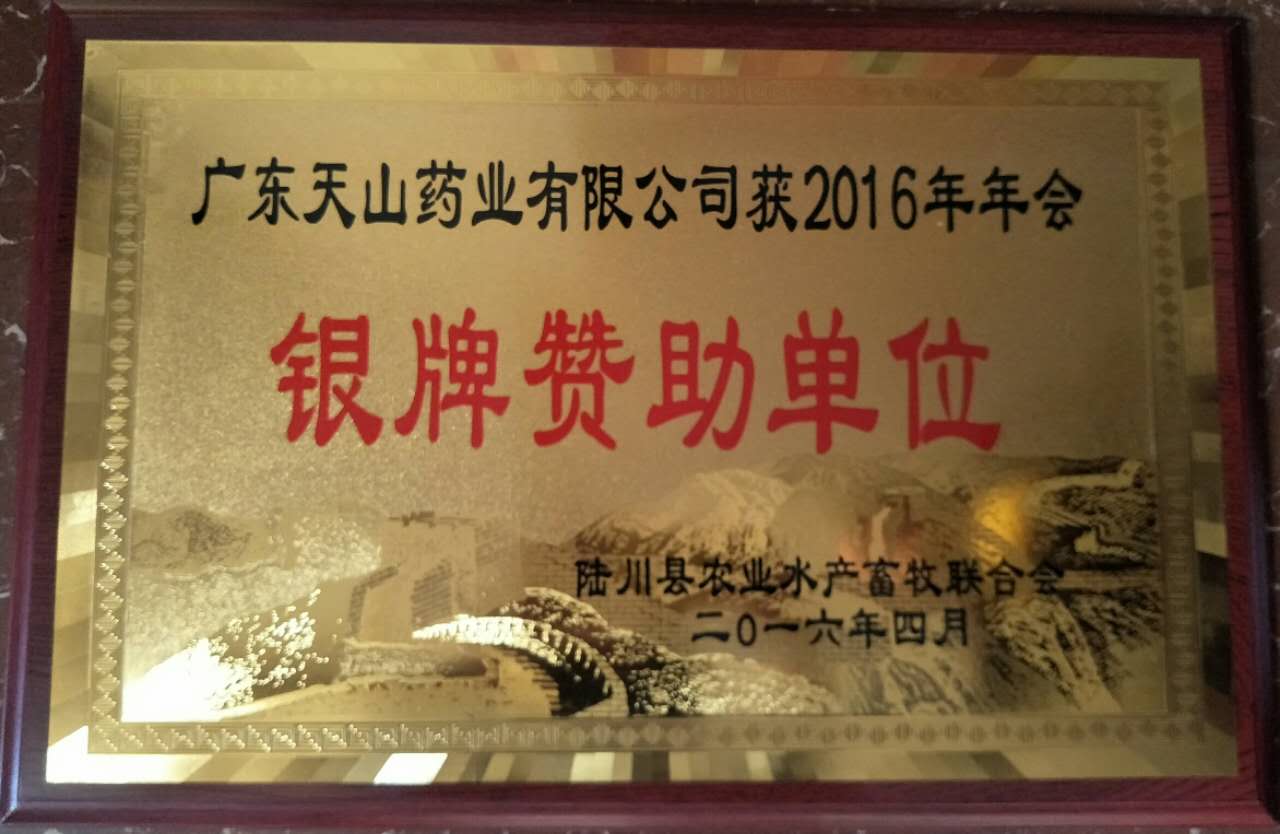 广东天山药业有限公司获2016年年会
银牌赞助单位
陆川县农业水产畜牧联合会
二0一六年四月